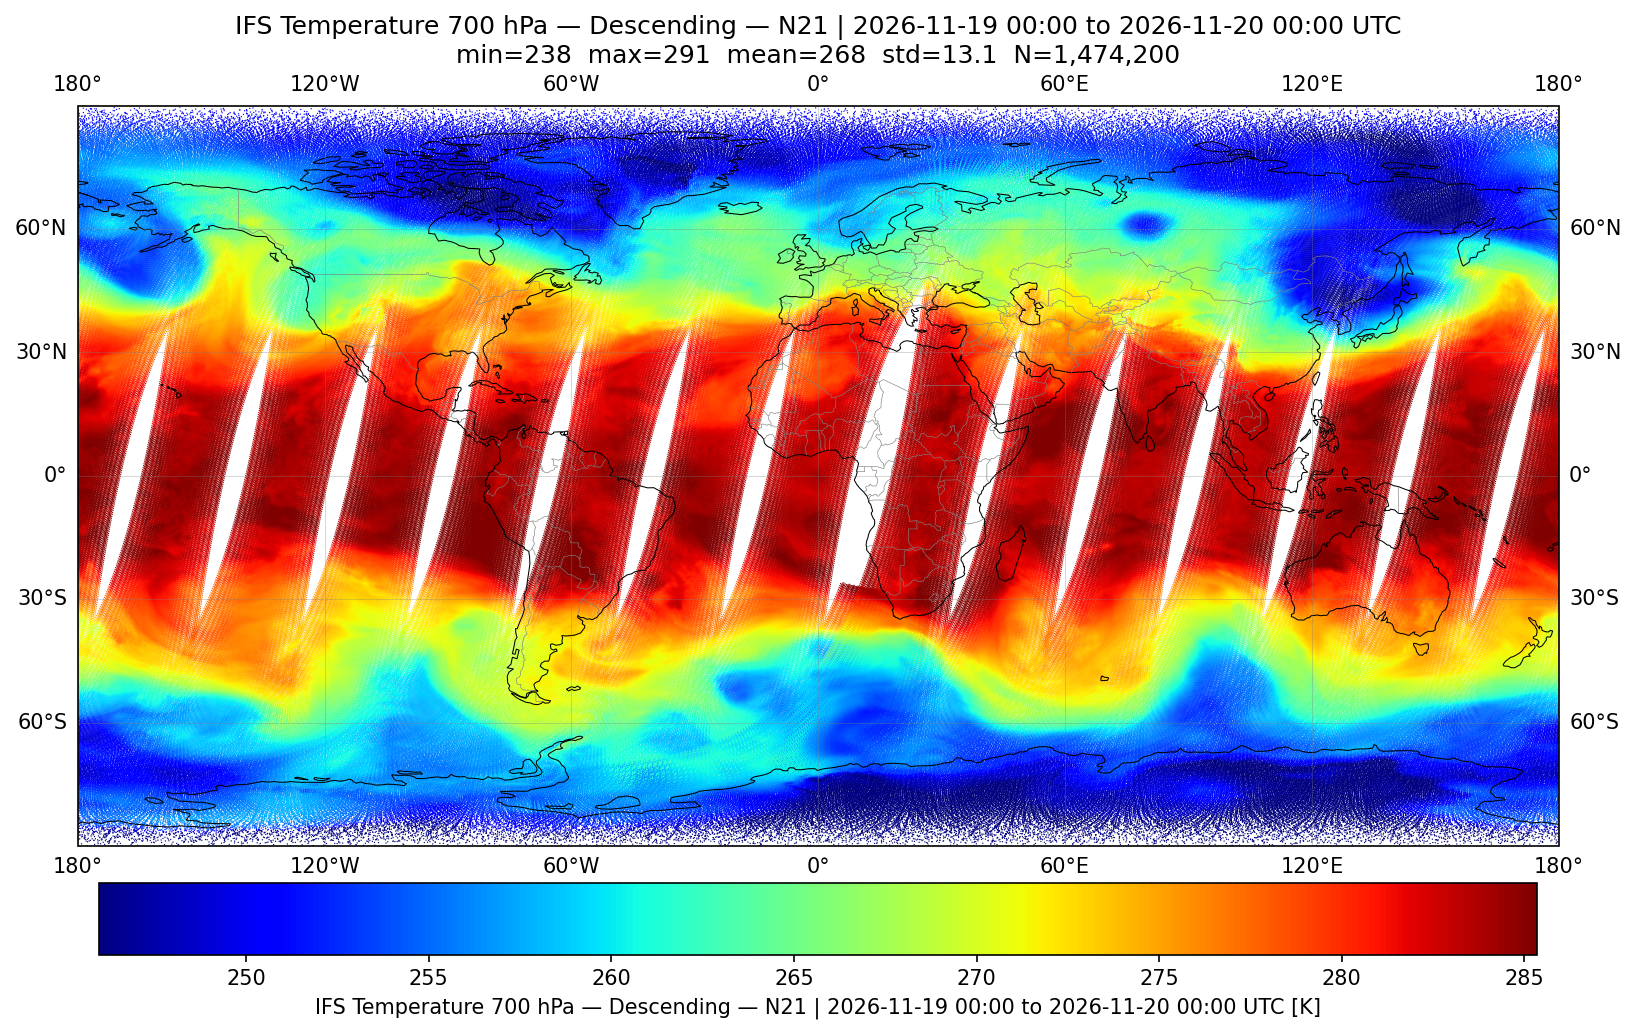 IFS Temperature 700 hPa — Descending — N21 | 2026-11-19 00:00 to 2026-11-20 00:00 UTC
min=238  max=291  mean=268  std=13.1  N=1,474,200
180° 120°W 60°W 0° 60°E 120°E 180°
60°N 60°N
30°N 30°N
0° 0°
30°S 30°S
60°S 60°S
180° 120°W 60°W 0° 60°E 120°E 180°
250 255 260 265 270 275 280 285
IFS Temperature 700 hPa — Descending — N21 | 2026-11-19 00:00 to 2026-11-20 00:00 UTC [K]